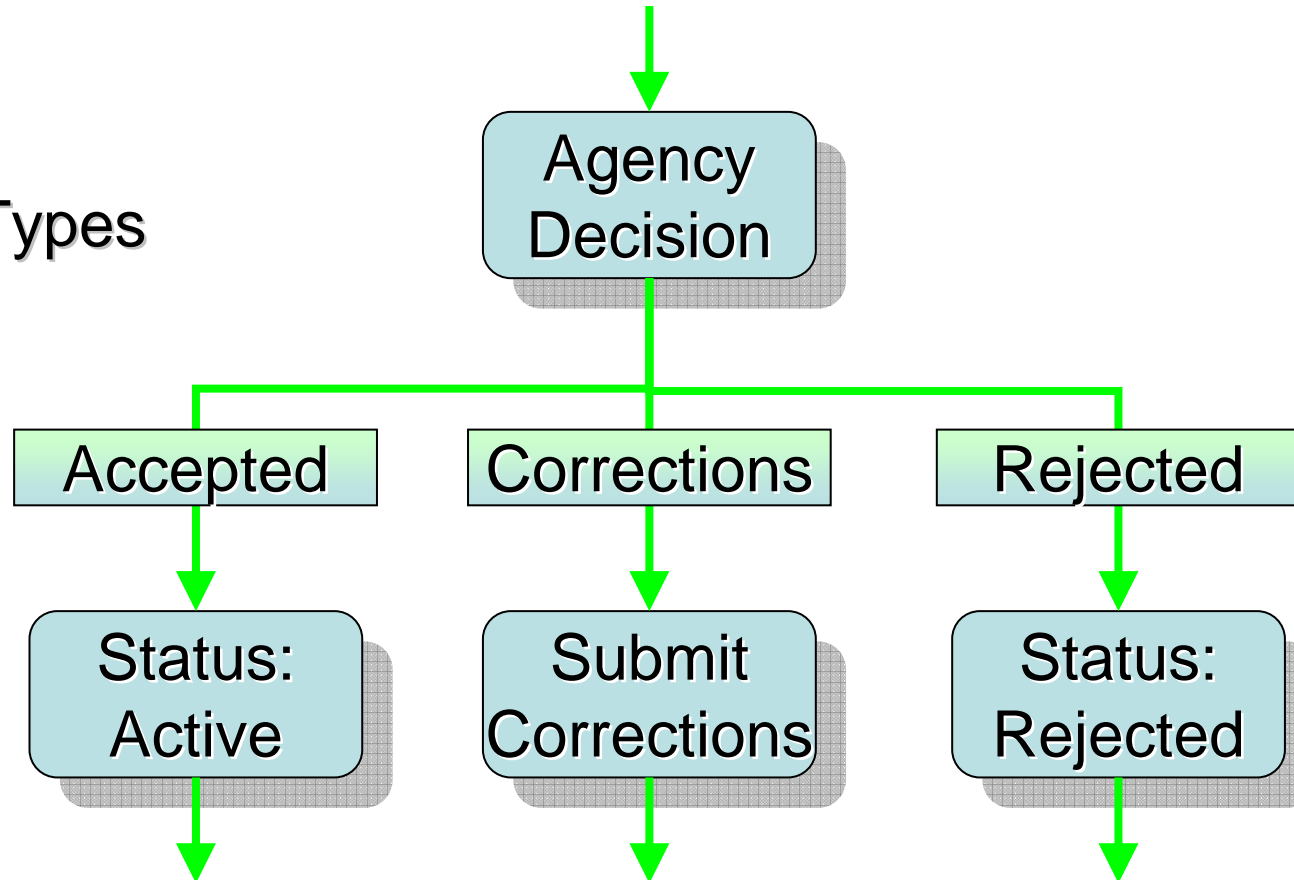 Agency
Decision
Types
Accepted
Corrections
Rejected
Status:
Active
Submit
Corrections
Status:
Rejected